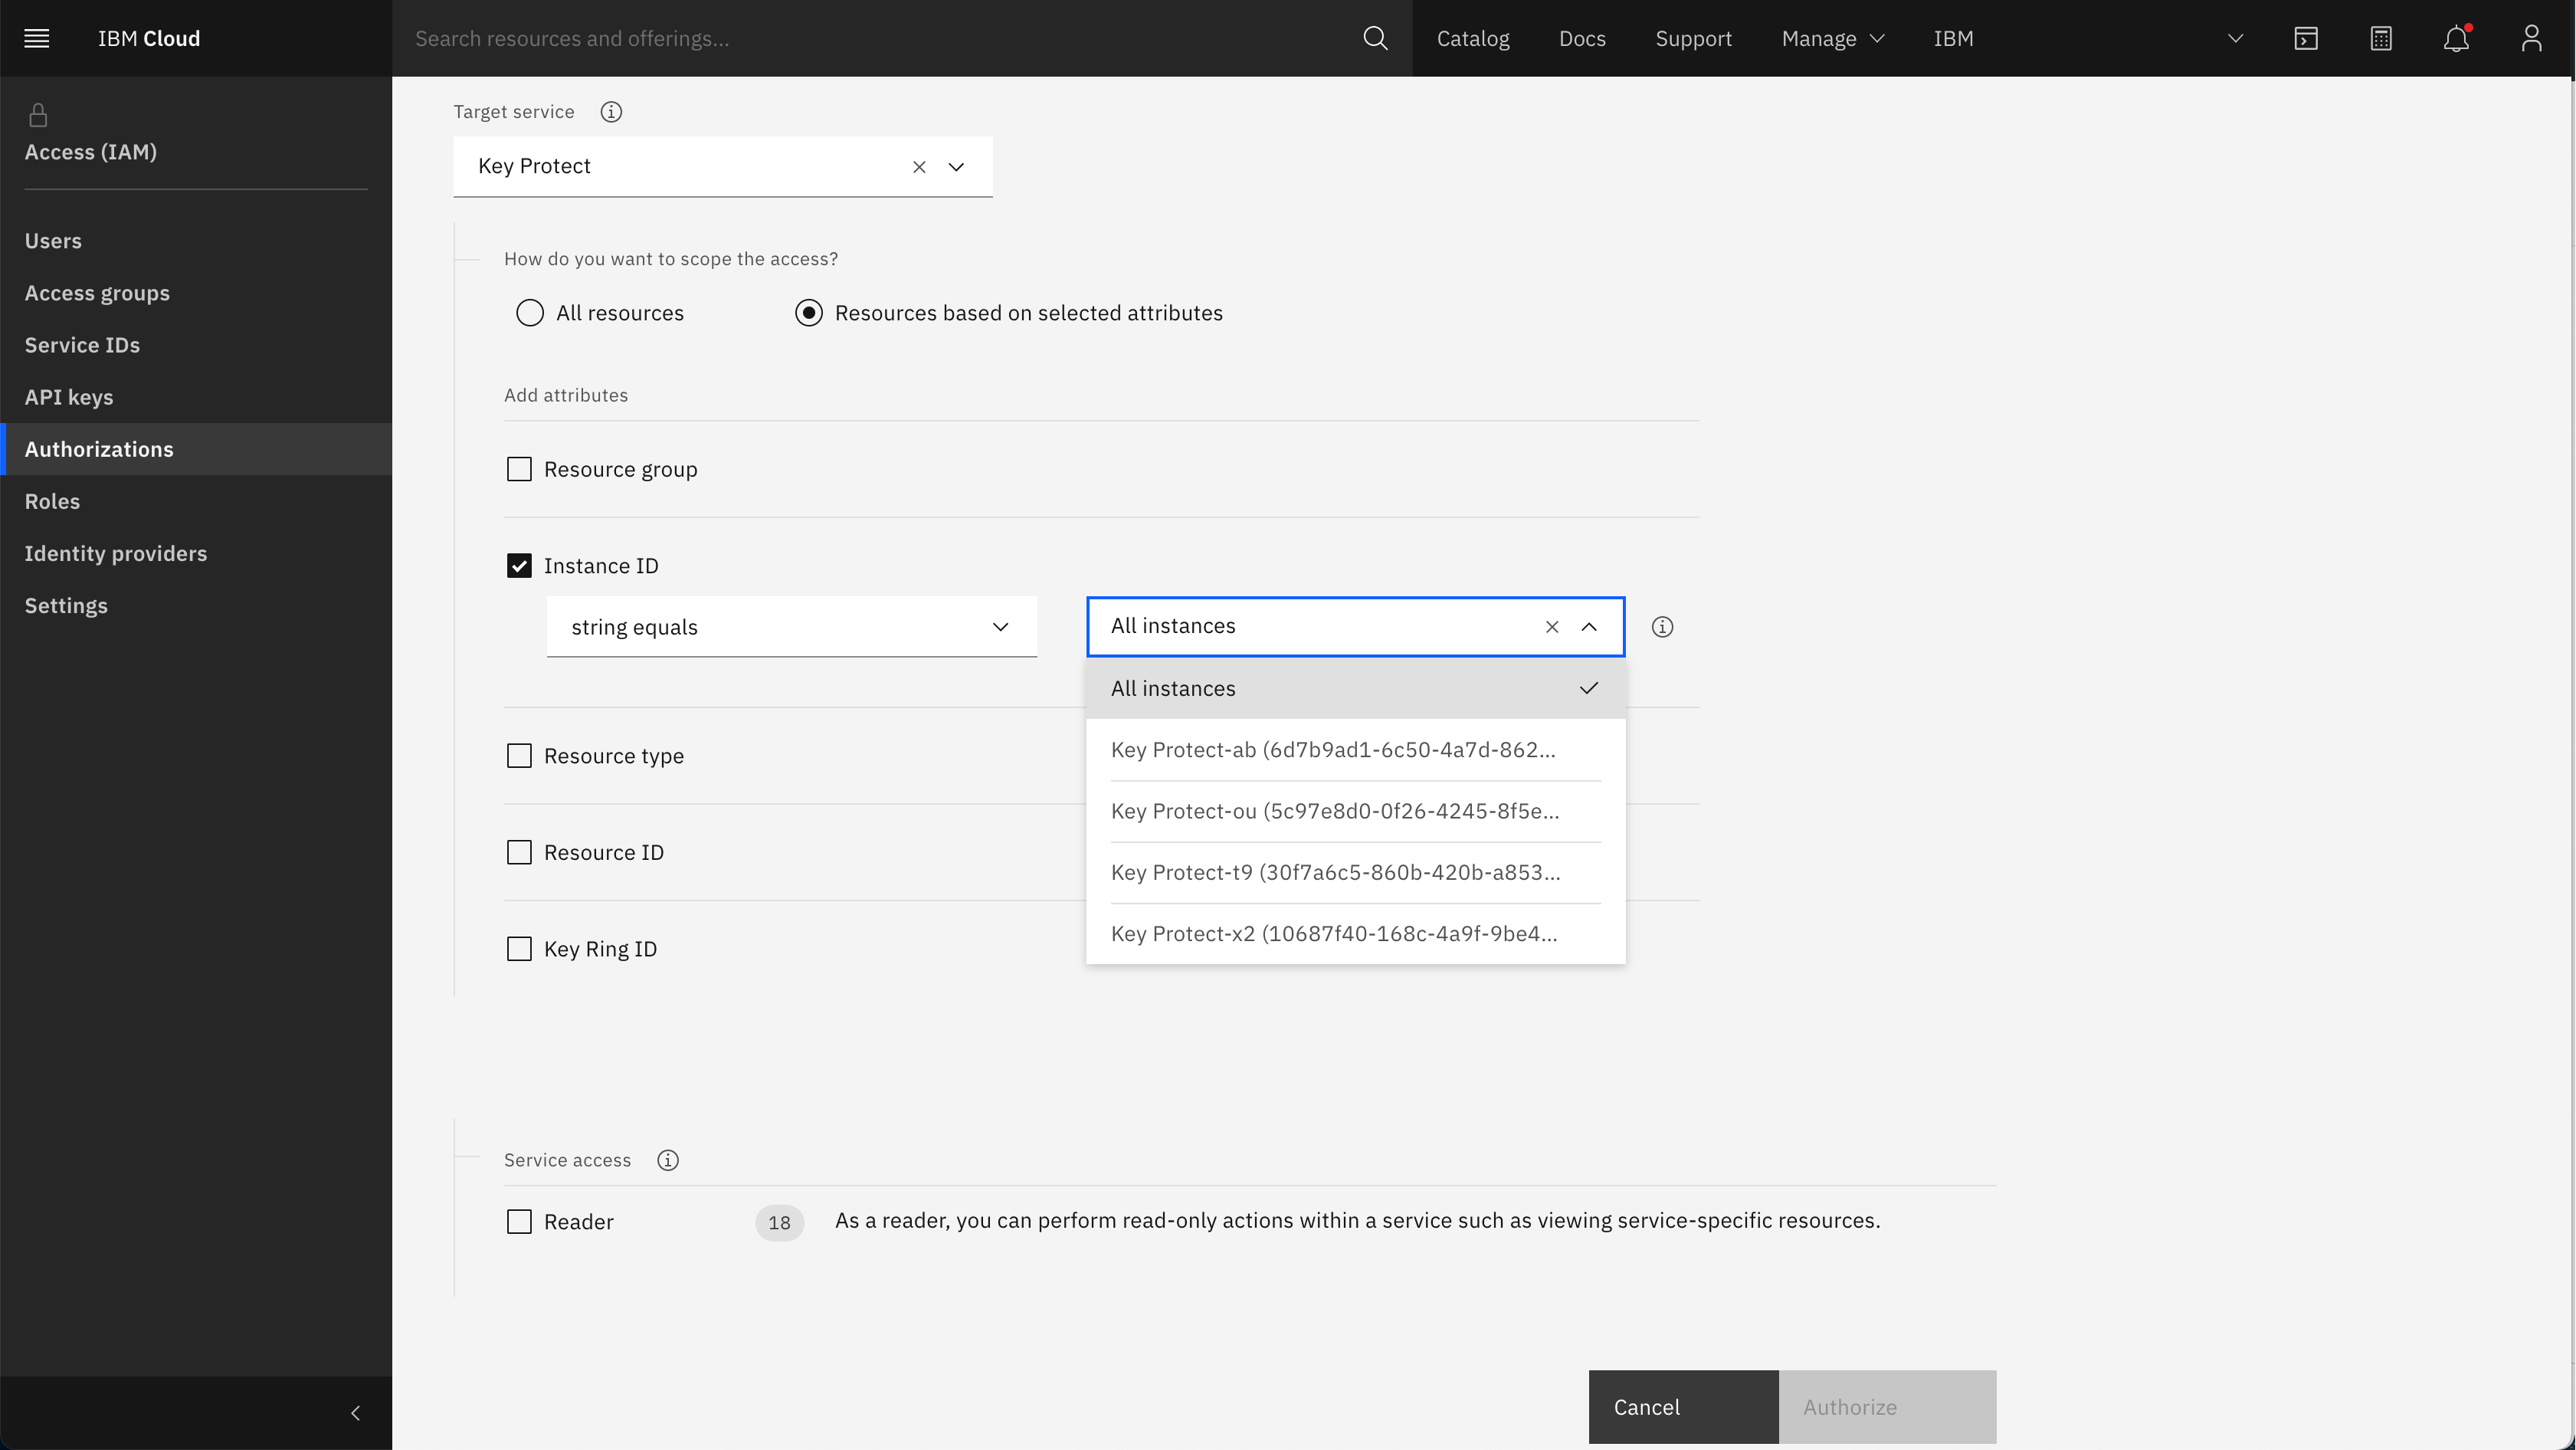 IBM Cloud
Search resources and offerings...
Catalog
Docs
Support
Manage
IBM
Access (IAM)
Users
Access groups
Service IDs
API keys
Authorizations
Roles
Identity providers
Settings
Target service
Key Protect
How do you want to scope the access?
All resources
Resources based on selected attributes
Add attributes
Resource group
Instance ID
string equals
All instances
All instances
Key Protect-ab (6d7b9ad1-6c50-4a7d-862...
Key Protect-ou (5c97e8d0-0f26-4245-8f5e...
Key Protect-t9 (30f7a6c5-860b-420b-a853...
Key Protect-x2 (10687f40-168c-4a9f-9be4...
Resource type
Resource ID
Key Ring ID
Service access
Reader
18
As a reader, you can perform read-only actions within a service such as viewing service-specific resources.
Cancel
Authorize